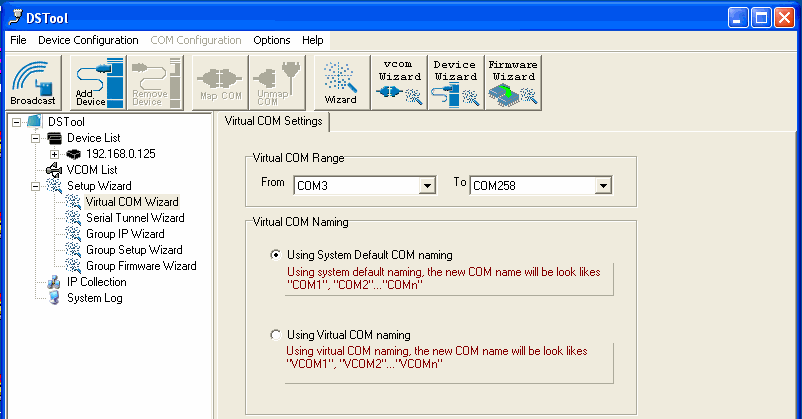 DSTool
File Device Configuration COM Configuration Options Help
Broadcast
Add Device
Remove Device
Map COM
Unmap COM
Wizard
vcom Wizard
Device Wizard
Firmware Wizard
DSTool
Device List
192.168.0.125
VCOM List
Setup Wizard
Virtual COM Wizard
Serial Tunnel Wizard
Group IP Wizard
Group Setup Wizard
Group Firmware Wizard
IP Collection
System Log
Virtual COM Settings
Virtual COM Range
From COM3 To COM258
Virtual COM Naming
Using System Default COM naming
Using system default naming, the new COM name will be look likes
"COM1", "COM2"..."COMn"
Using Virtual COM naming
Using virtual COM naming, the new COM name will be look likes
"VCOM1", "VCOM2"..."VCOMn"